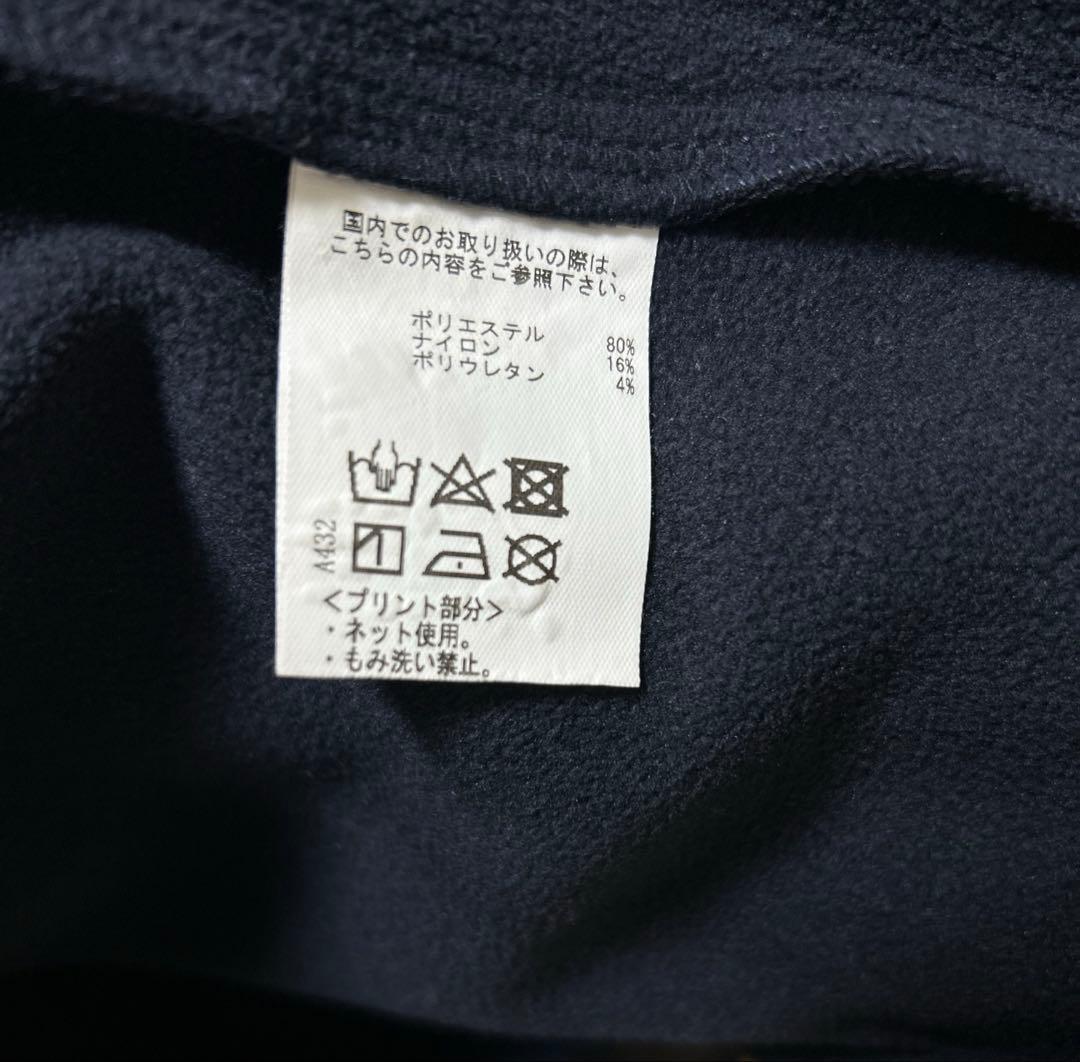 国内でのお取り扱いの際は、
こちらの内容をご参照下さい。
ポリエステル 80%
ナイロン 16%
ポリウレタン 4%
A432
<プリント部分>
・ネット使用。
・もみ洗い禁止。